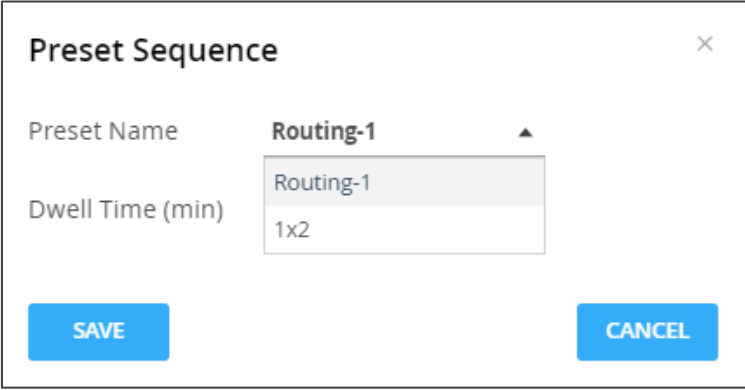 Preset Sequence
Preset Name Routing-1
Routing-1
Dwell Time (min)
1x2
SAVE CANCEL